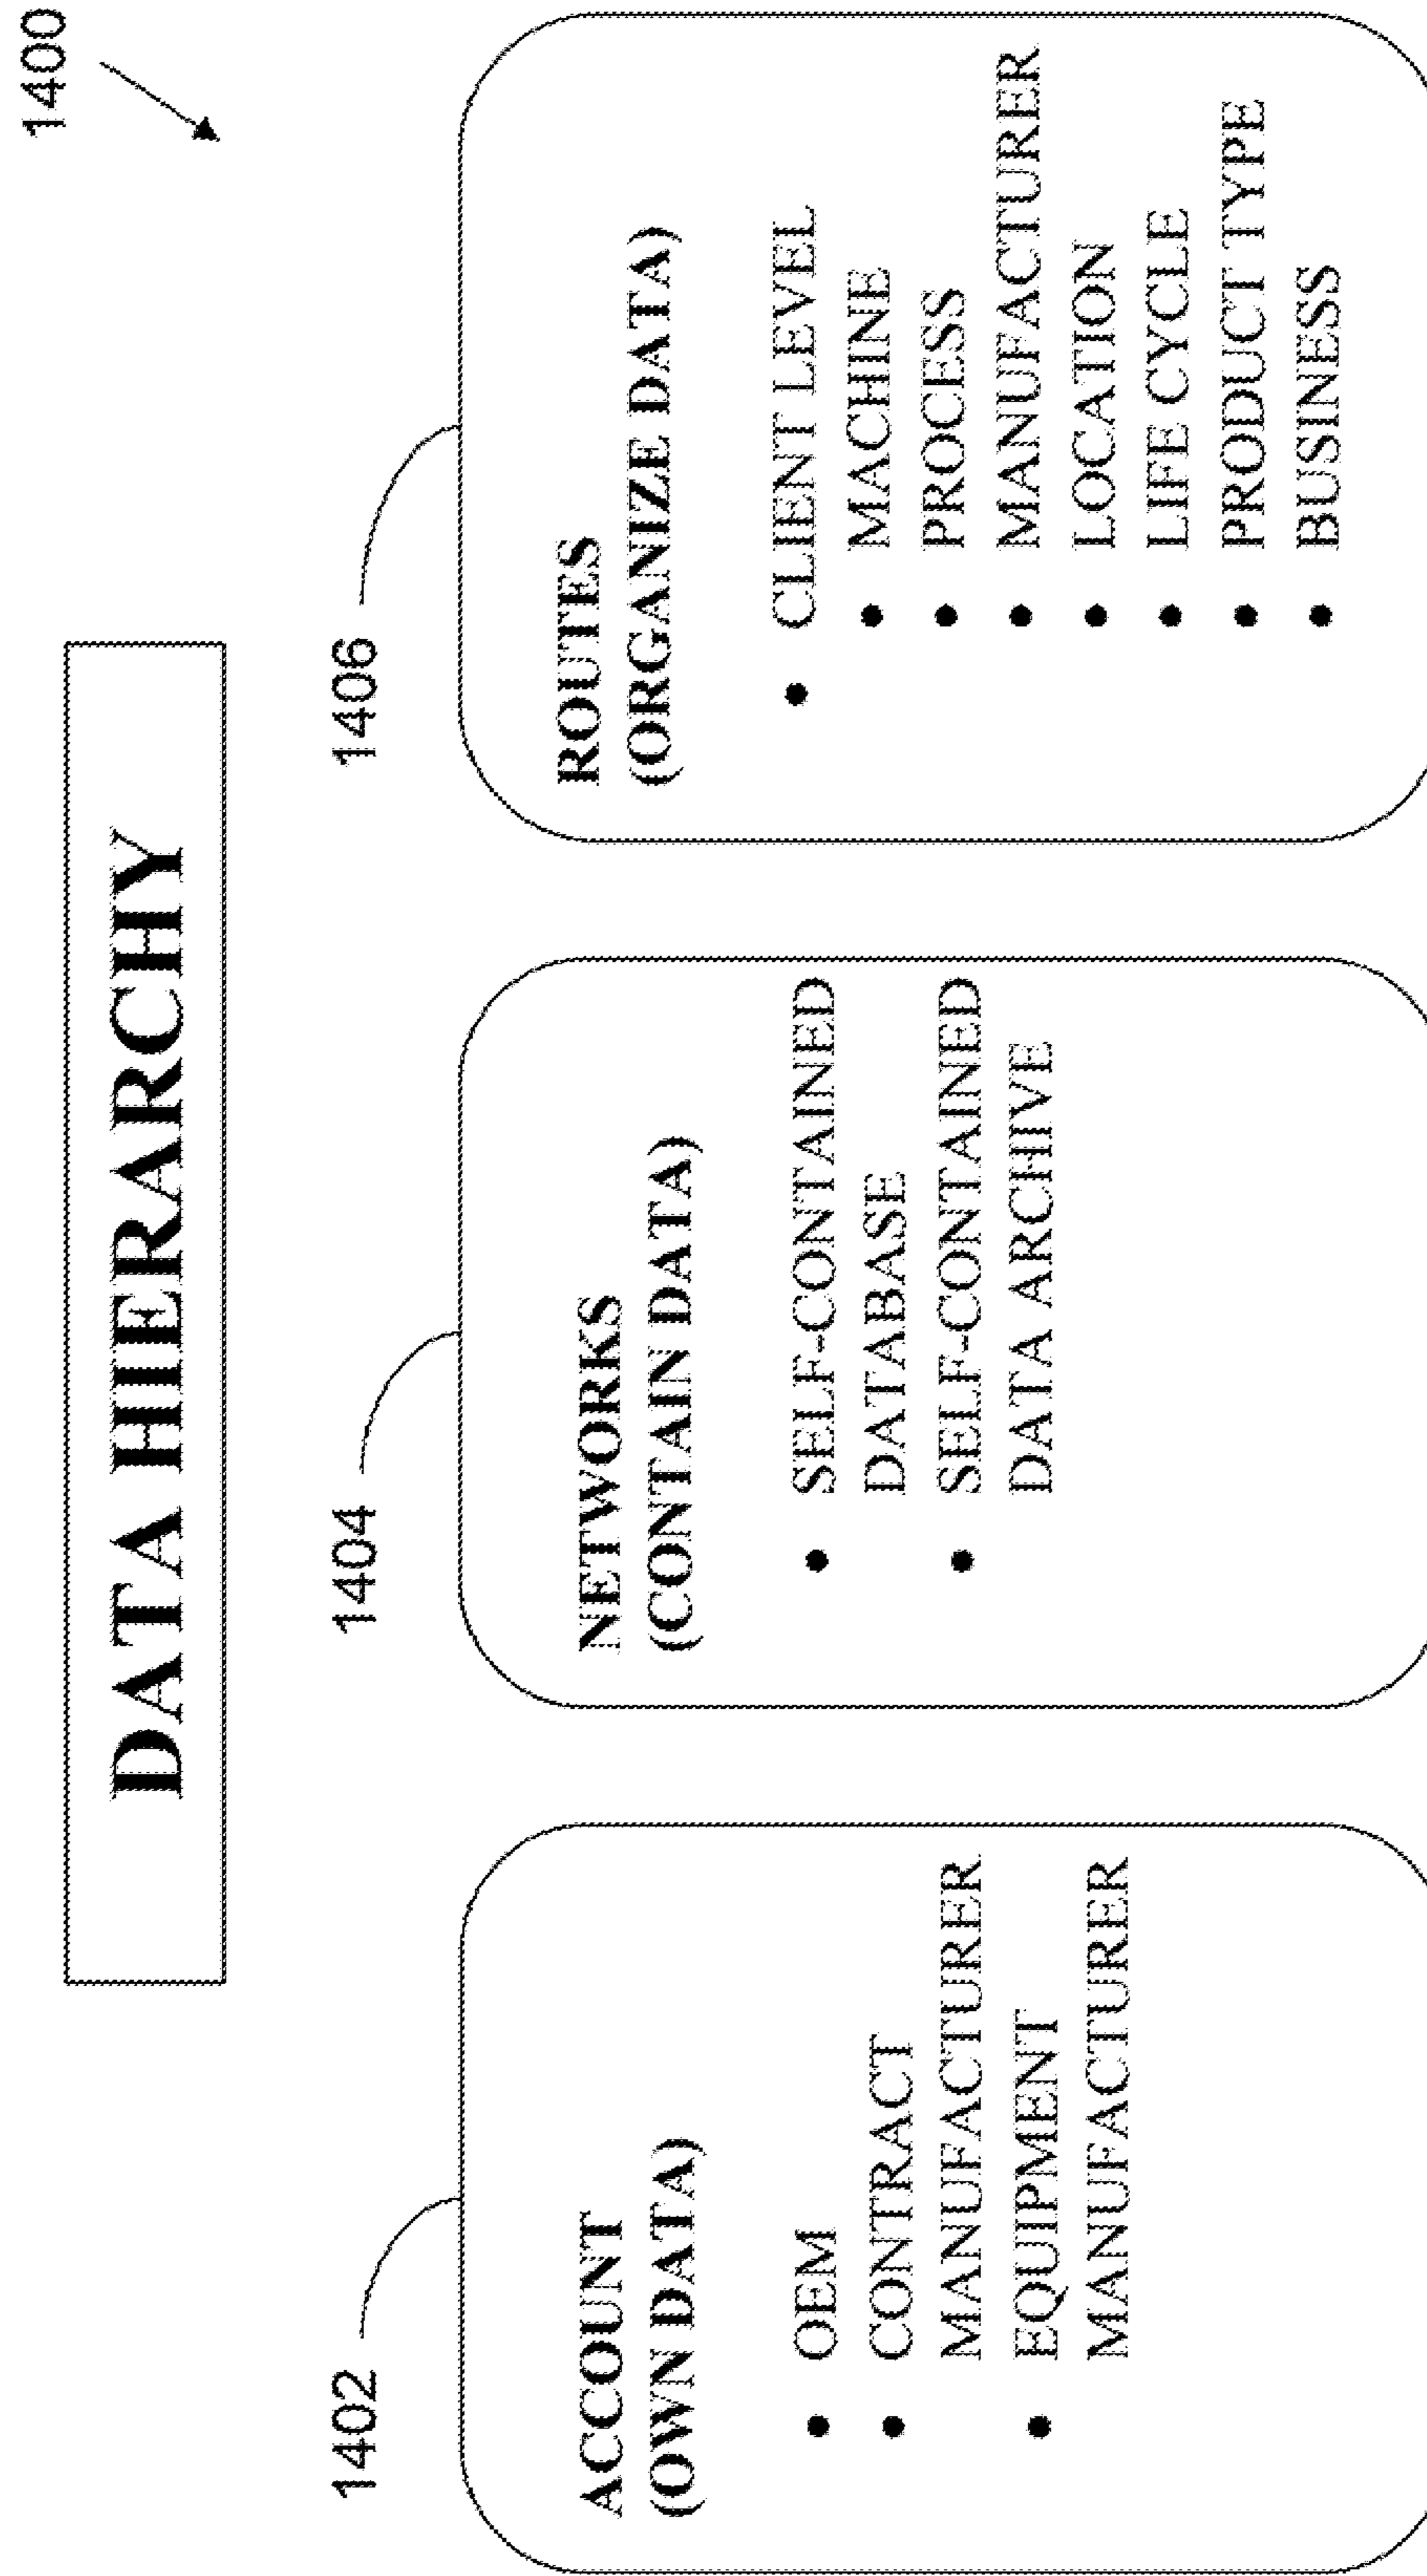 1400
DATA HIERARCHY
1402
ACCOUNT
(OWN DATA)
• OEM
• CONTRACT
MANUFACTURER
• EQUIPMENT
MANUFACTURER
1404
NETWORKS
(CONTAIN DATA)
• SELF-CONTAINED
DATABASE
• SELF-CONTAINED
DATA ARCHIVE
1406
ROUTES
(ORGANIZE DATA)
• CLIENT LEVEL
• MACHINE
• PROCESS
• MANUFACTURER
• LOCATION
• LIFE CYCLE
• PRODUCT TYPE
• BUSINESS